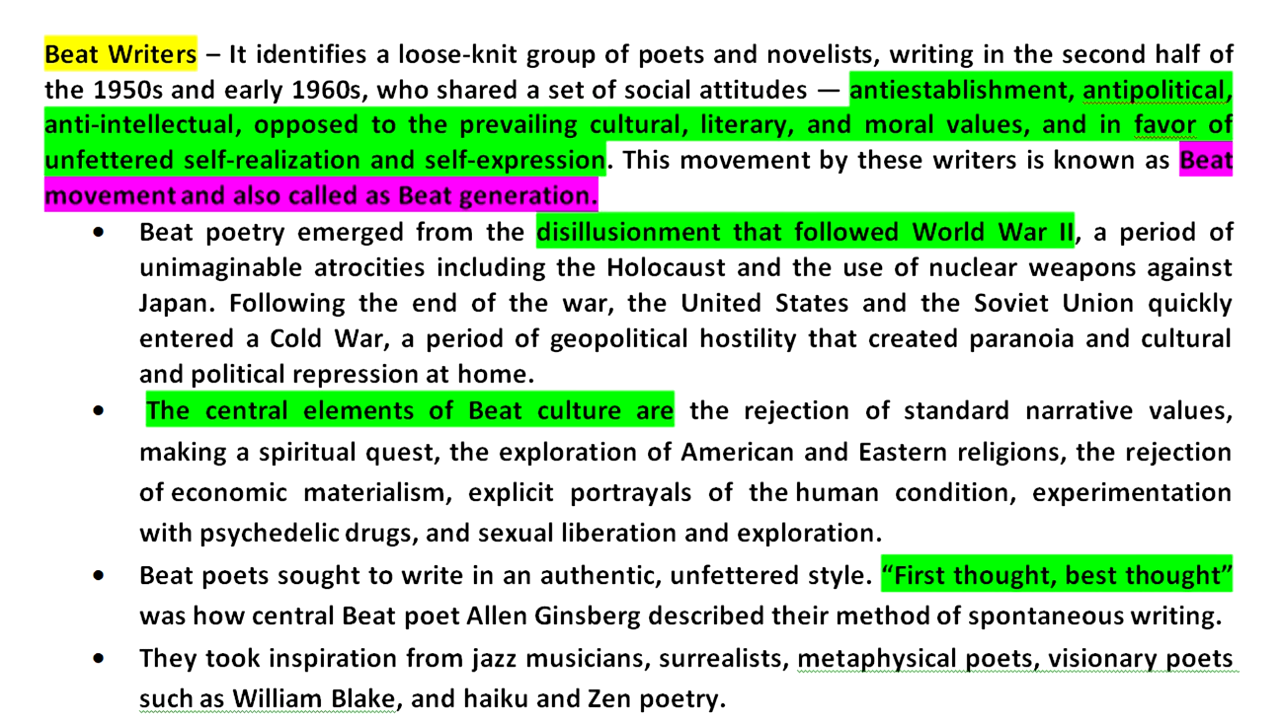 Beat Writers – It identifies a loose-knit group of poets and novelists, writing in the second half of
the 1950s and early 1960s, who shared a set of social attitudes — antiestablishment, antipolitical,
anti-intellectual, opposed to the prevailing cultural, literary, and moral values, and in favor of
unfettered self-realization and self-expression. This movement by these writers is known as Beat
movement and also called as Beat generation.
• Beat poetry emerged from the disillusionment that followed World War II, a period of
unimaginable atrocities including the Holocaust and the use of nuclear weapons against
Japan. Following the end of the war, the United States and the Soviet Union quickly
entered a Cold War, a period of geopolitical hostility that created paranoia and cultural
and political repression at home.
• The central elements of Beat culture are the rejection of standard narrative values,
making a spiritual quest, the exploration of American and Eastern religions, the rejection
of economic materialism, explicit portrayals of the human condition, experimentation
with psychedelic drugs, and sexual liberation and exploration.
• Beat poets sought to write in an authentic, unfettered style. “First thought, best thought”
was how central Beat poet Allen Ginsberg described their method of spontaneous writing.
• They took inspiration from jazz musicians, surrealists, metaphysical poets, visionary poets
such as William Blake, and haiku and Zen poetry.